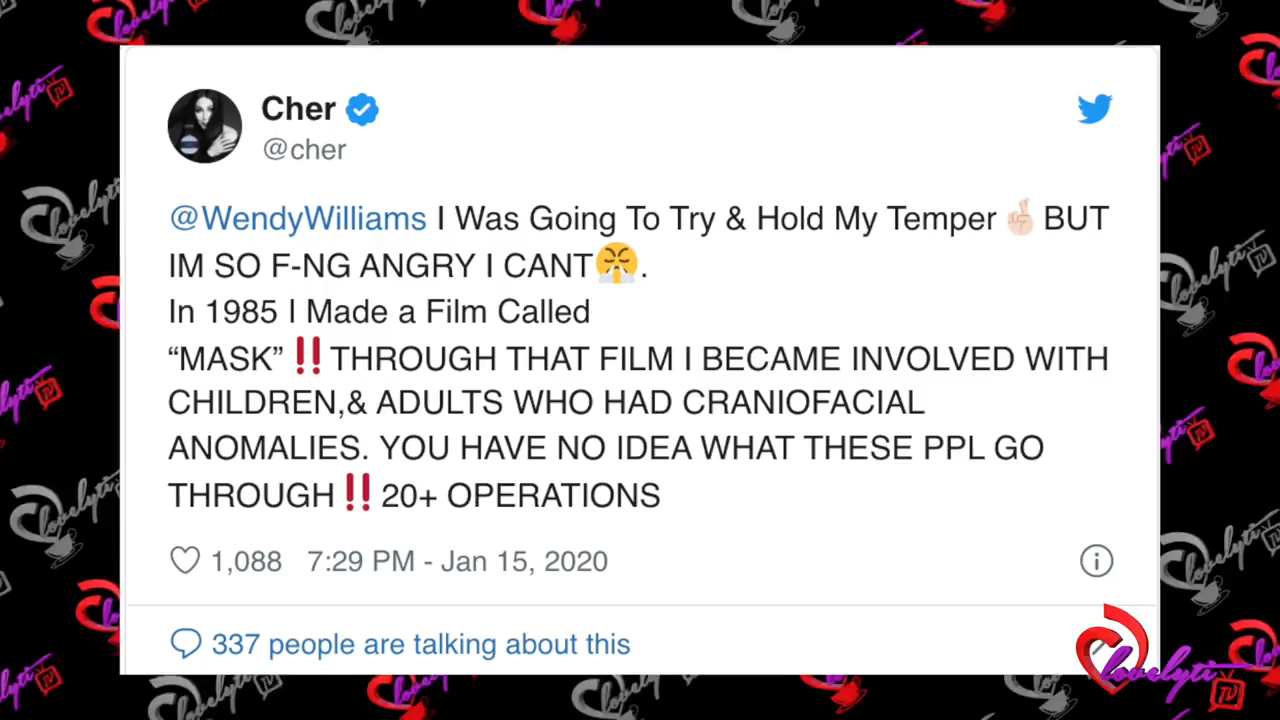 Cher
@cher
@WendyWilliams I Was Going To Try & Hold My Temper🤞🏻BUT
IM SO F-NG ANGRY I CANT😤.
In 1985 I Made a Film Called
“MASK”‼️THROUGH THAT FILM I BECAME INVOLVED WITH
CHILDREN,& ADULTS WHO HAD CRANIOFACIAL
ANOMALIES. YOU HAVE NO IDEA WHAT THESE PPL GO
THROUGH‼️20+ OPERATIONS
1,088 7:29 PM - Jan 15, 2020
337 people are talking about this
lovelyti
TV